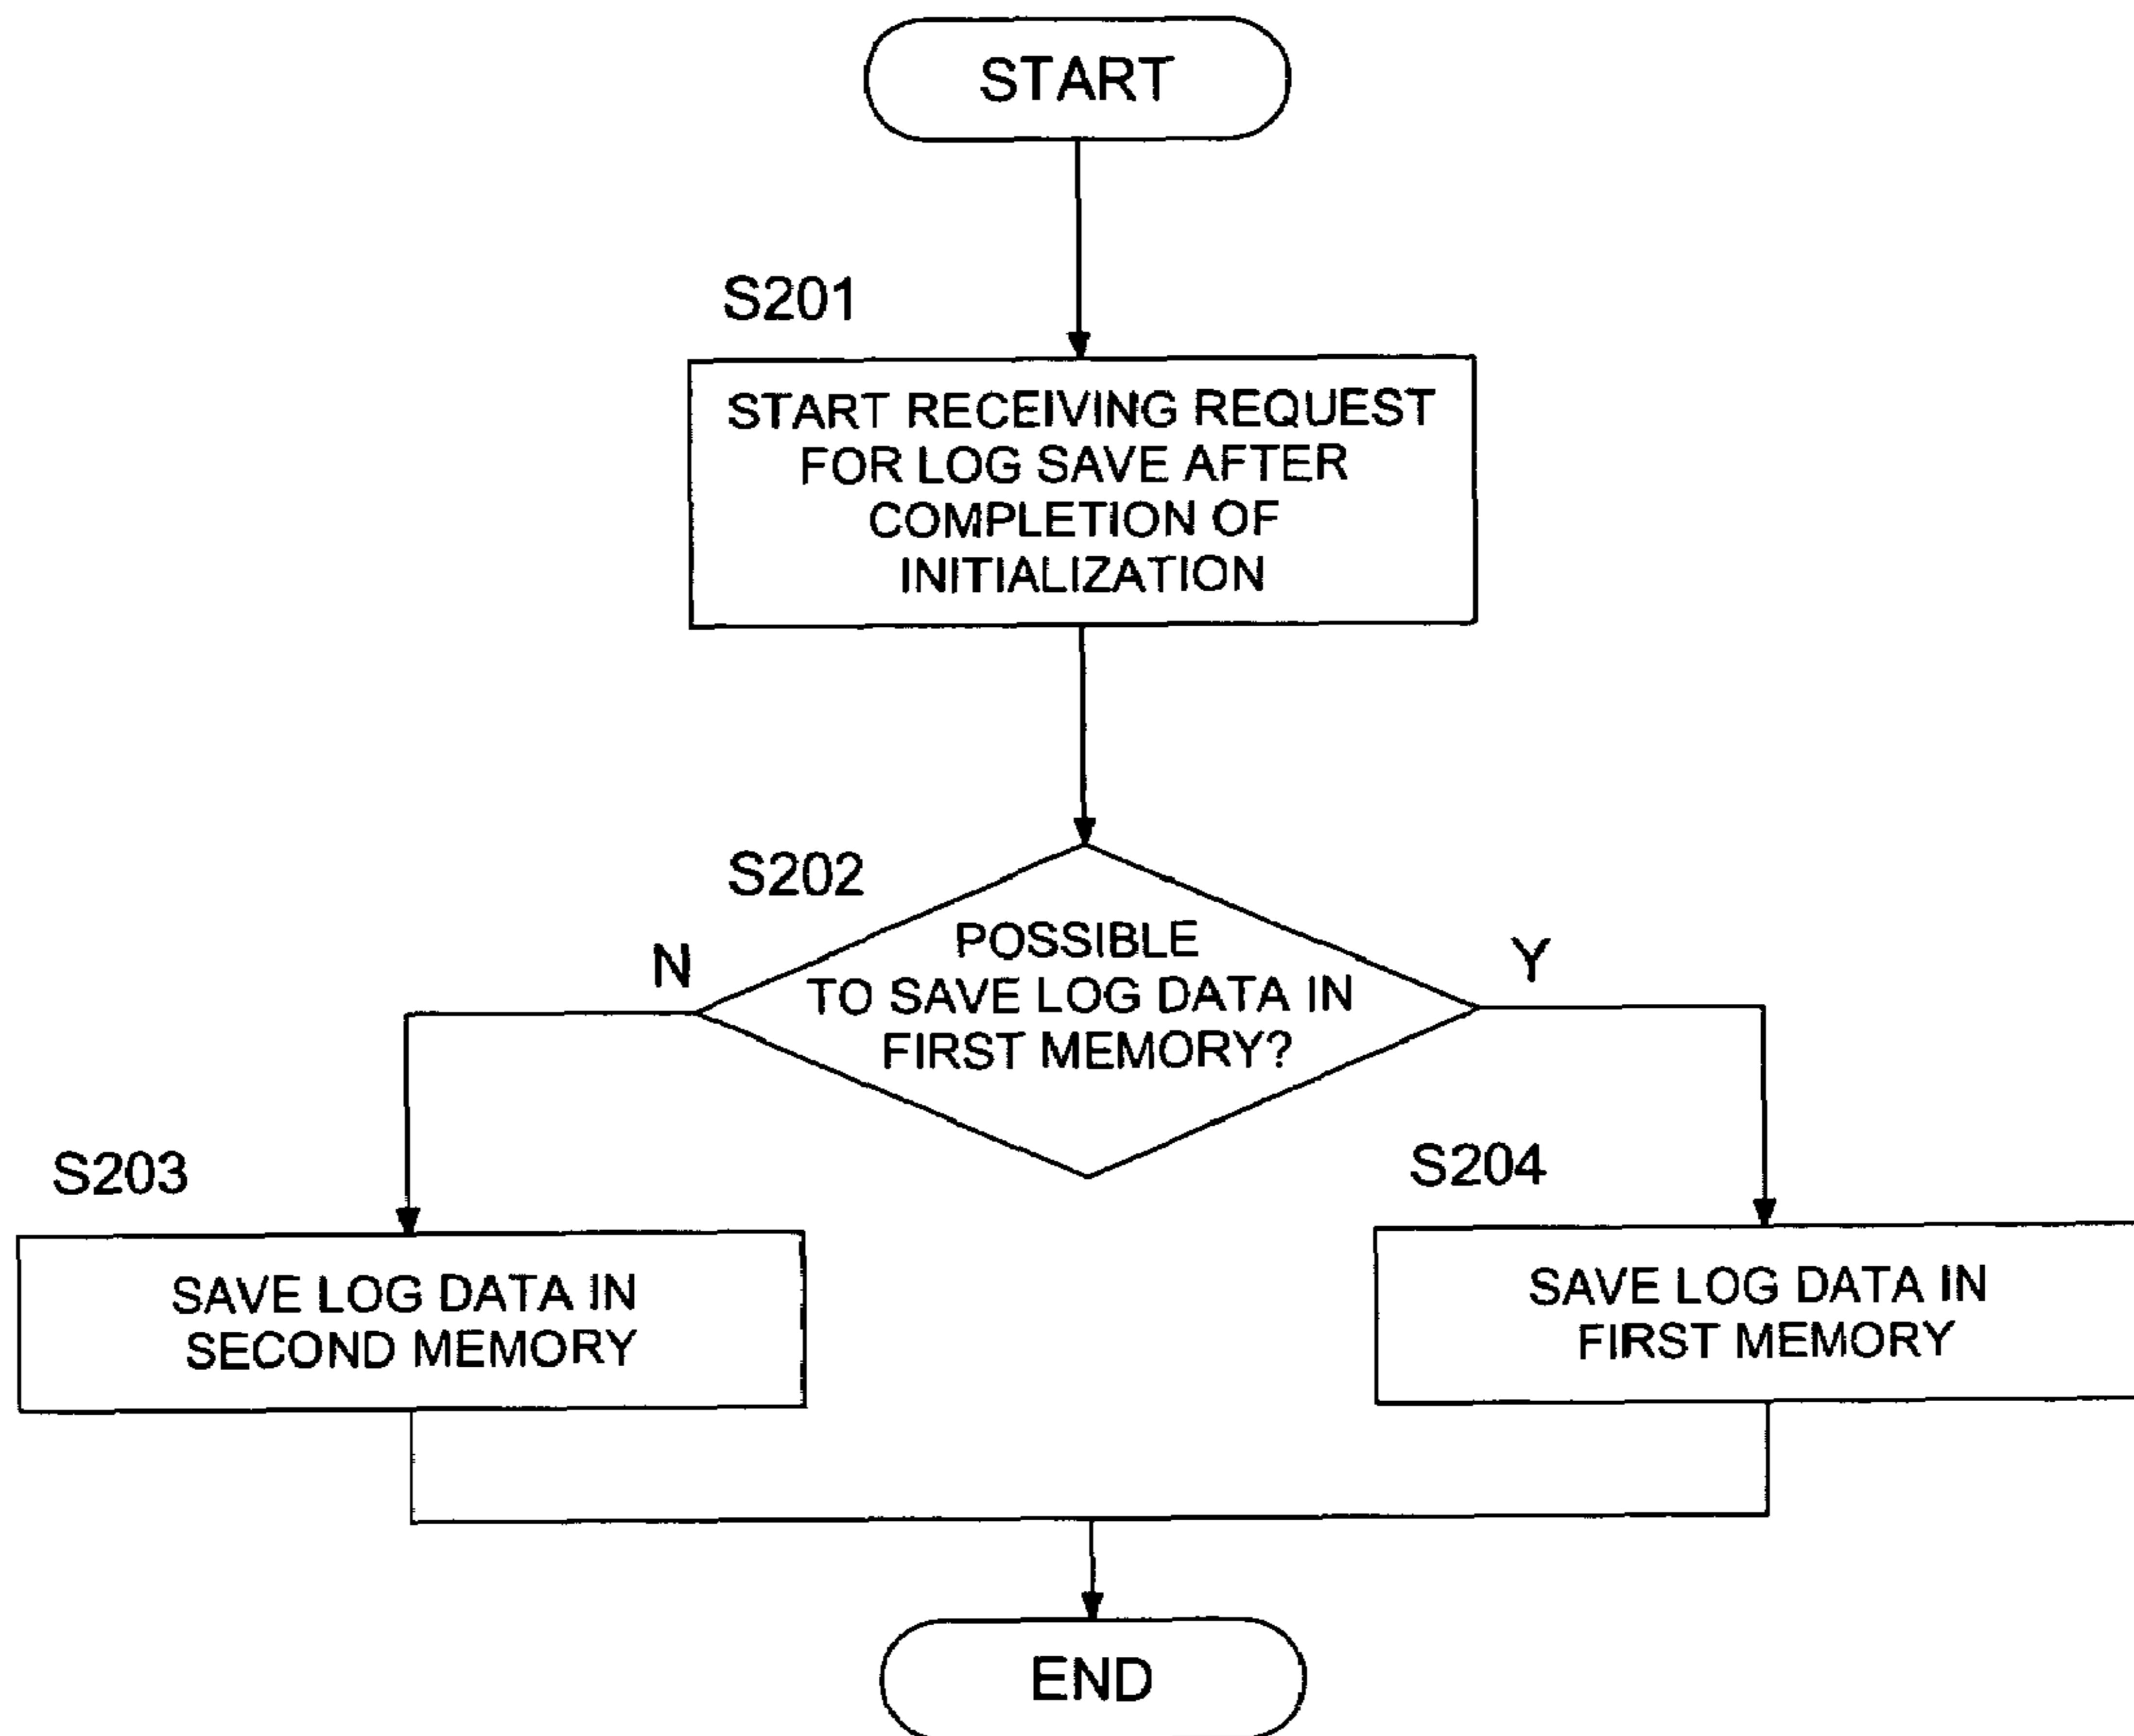 START
S201
START RECEIVING REQUEST
FOR LOG SAVE AFTER
COMPLETION OF
INITIALIZATION
S202
POSSIBLE
TO SAVE LOG DATA IN
FIRST MEMORY?
N
Y
S203
SAVE LOG DATA IN
SECOND MEMORY
S204
SAVE LOG DATA IN
FIRST MEMORY
END